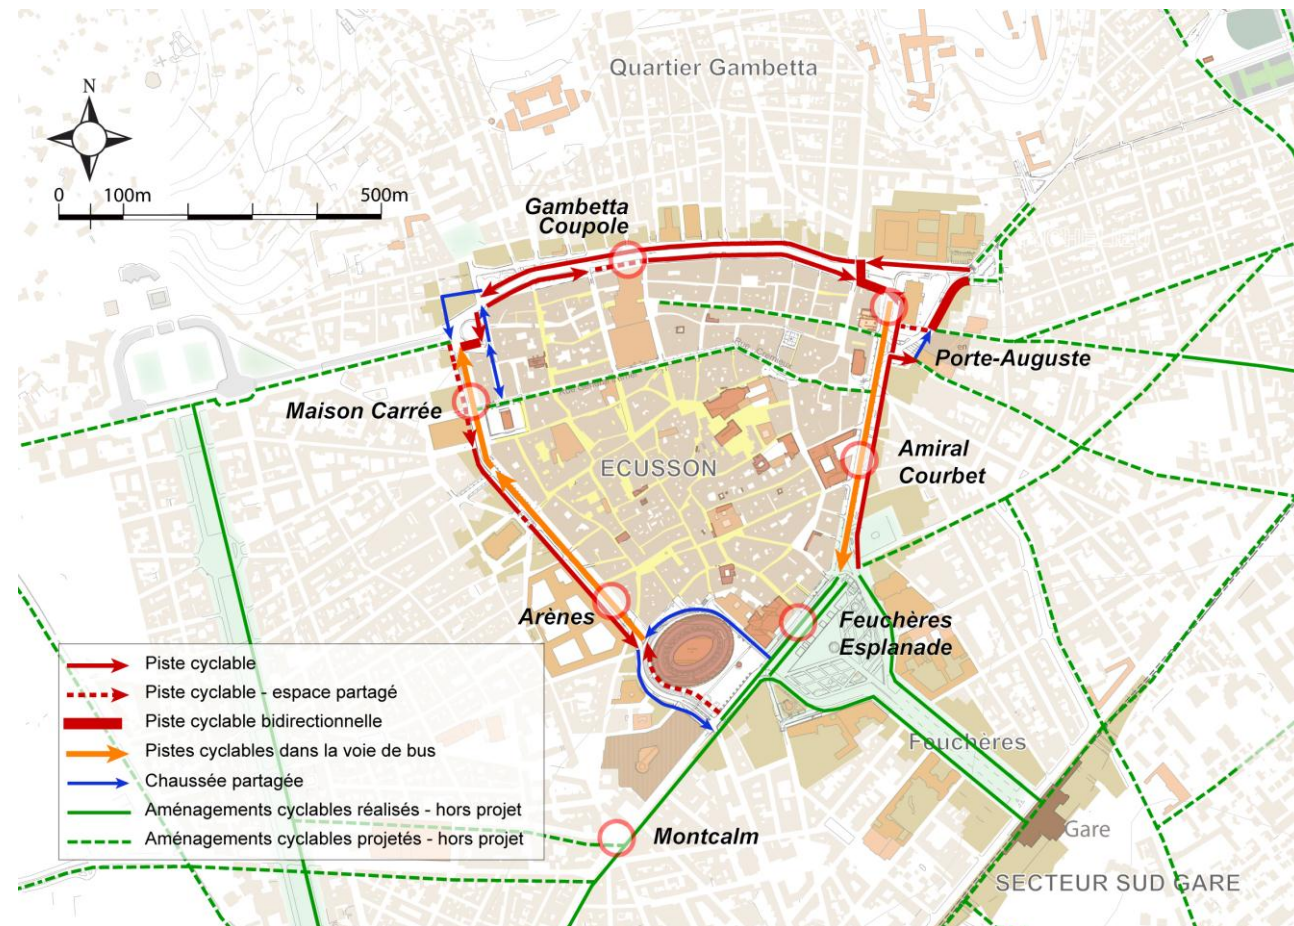 Quartier Gambetta
N
0 100m 500m
Gambetta
Coupole
Porte-Auguste
Maison Carrée
Amiral
Courbet
ECUSSON
Arènes
Feuchères
Esplanade
Feuchères
Montcalm
Gare
SECTEUR SUD GARE
Piste cyclable
Piste cyclable - espace partagé
Piste cyclable bidirectionnelle
Pistes cyclables dans la voie de bus
Chaussée partagée
Aménagements cyclables réalisés - hors projet
Aménagements cyclables projetés - hors projet